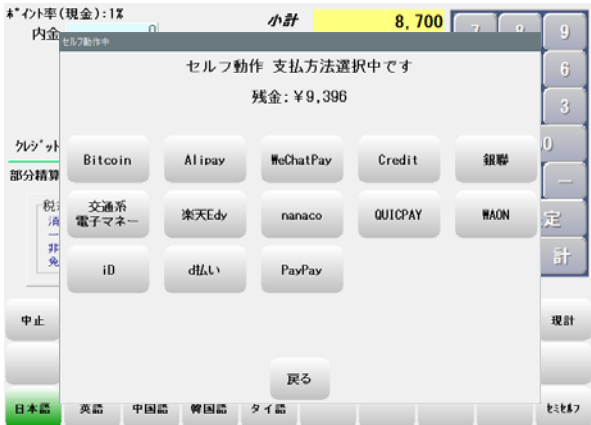 ﾎﾟｲﾝﾄ率(現金):1%
小計
8,700
内金
0
セルフ動作中
セルフ動作 支払方法選択中です
残金:￥9,396
9
6
3
ｸﾚｼﾞｯﾄ
部分精算
Bitcoin
Alipay
WeChatPay
Credit
銀聯
交通系
電子マネー
楽天Edy
nanaco
QUICPAY
WAON
iD
d払い
PayPay
定
計
中止
現計
戻る
日本語
英語
中国語
韓国語
タイ語
ｾﾐｾﾙﾌ